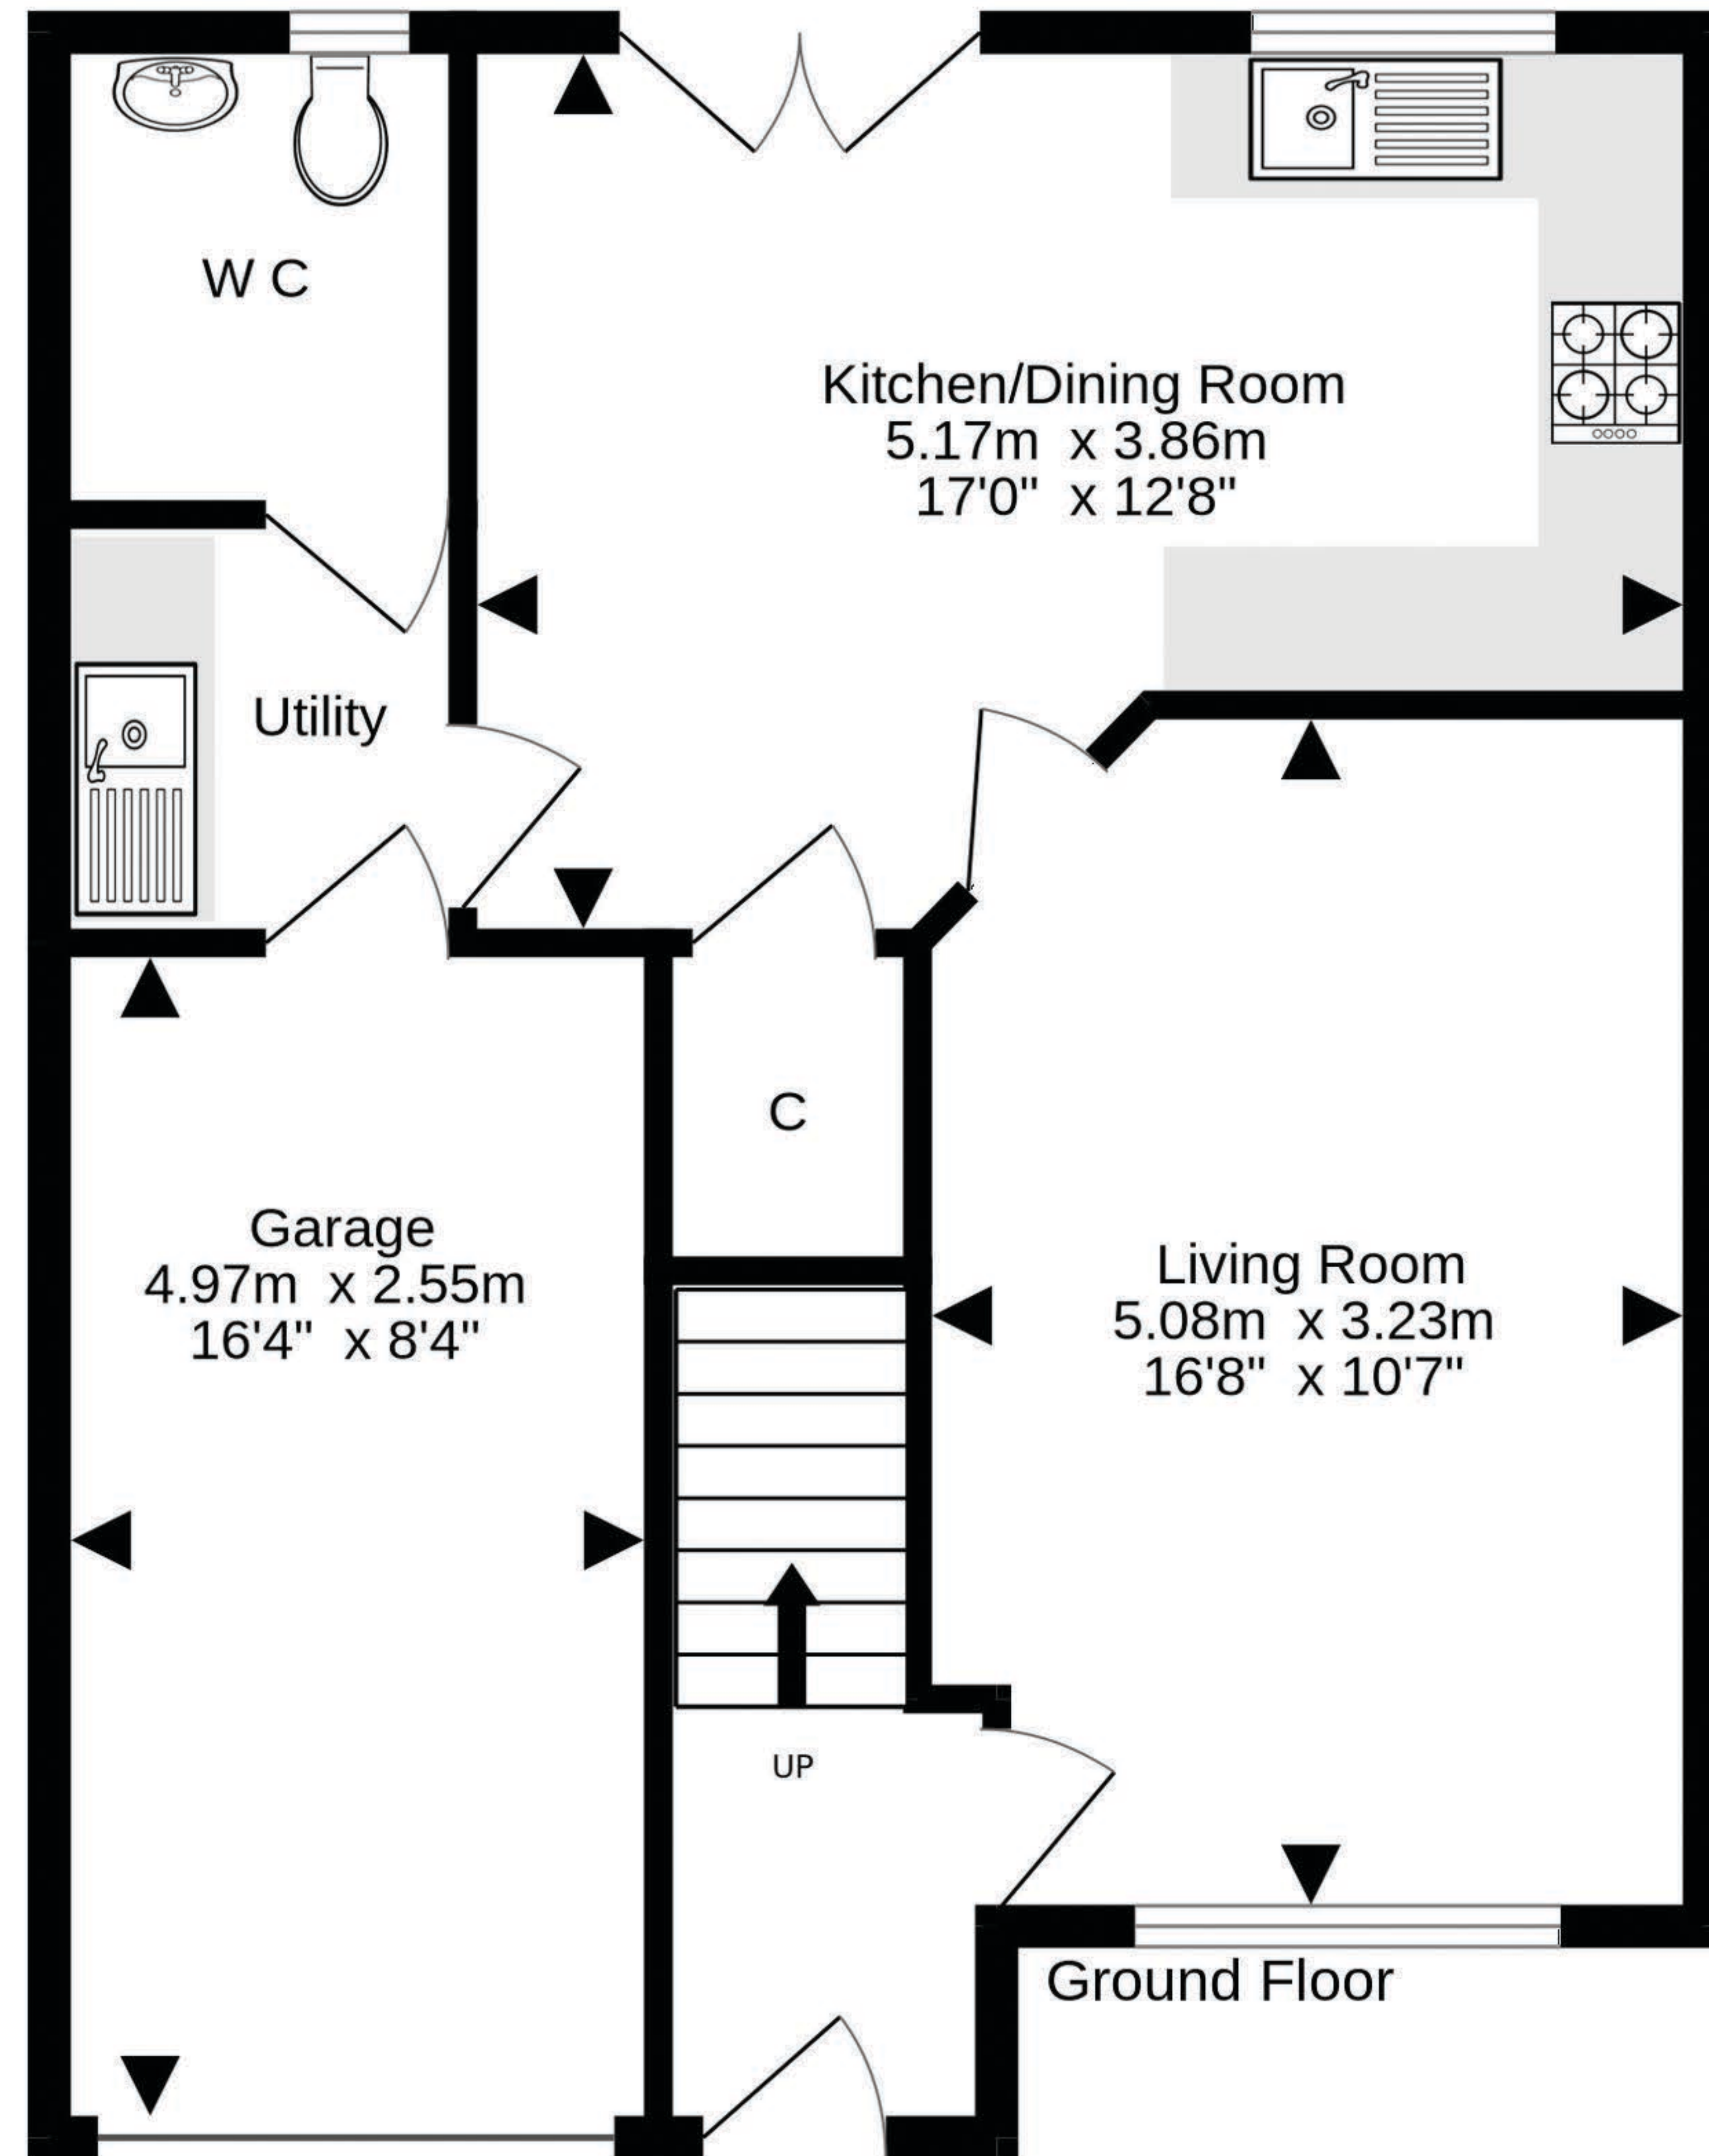 W C
Kitchen/Dining Room
5.17m x 3.86m
17'0" x 12'8"
Utility
C
Garage
4.97m x 2.55m
16'4" x 8'4"
Living Room
5.08m x 3.23m
16'8" x 10'7"
UP
Ground Floor